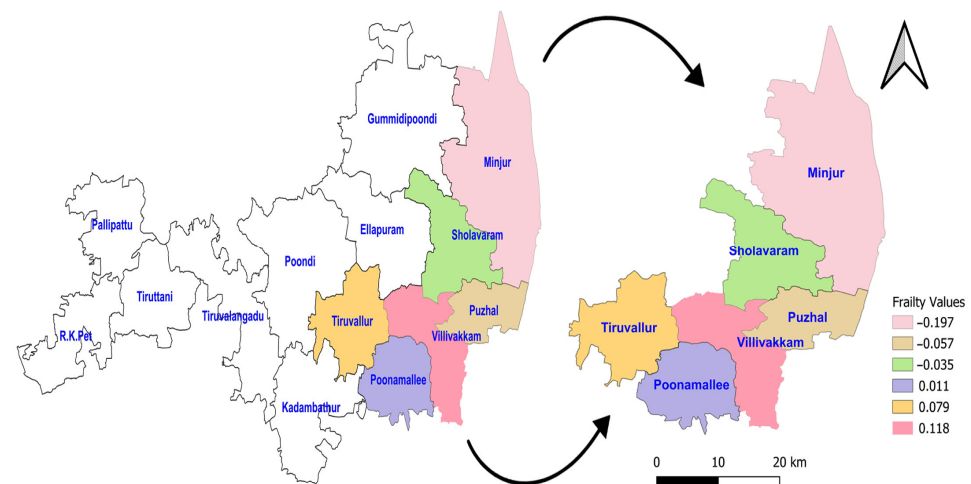 Gummidipoondi
Minjur
Pallipattu
Ellapuram
Sholavaram
Poondi
Tiruttani
Puzhal
Tiruvalangadu
Tiruvallur
R.K.Pet
Villivakkam
Poonamallee
Kadambathur
Minjur
Sholavaram
Puzhal
Tiruvallur
Villivakkam
Poonamallee
Frailty Values
−0.197
−0.057
−0.035
0.011
0.079
0.118
0 10 20 km